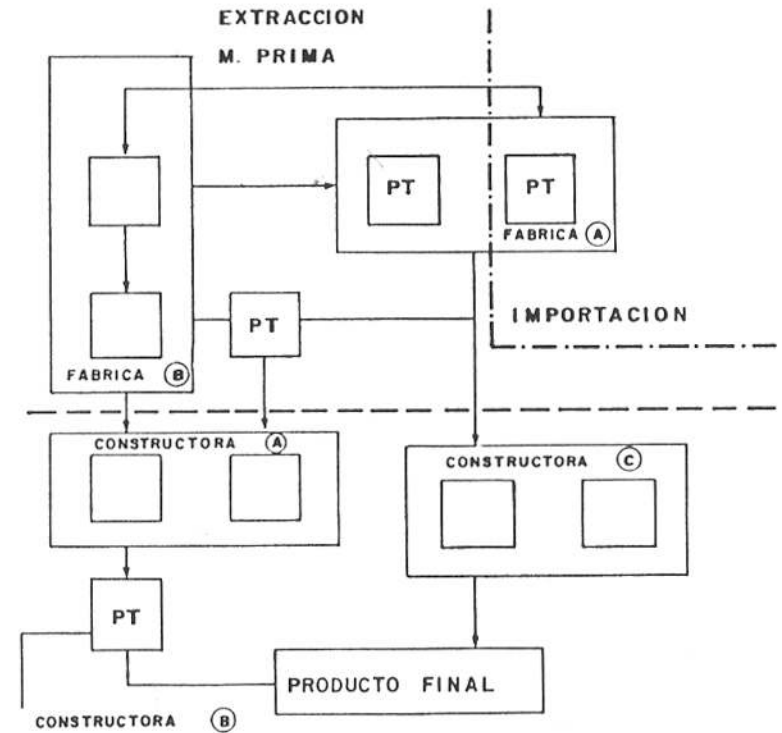 EXTRACCION
M. PRIMA
PT
PT
FABRICA A
IMPORTACION
PT
FABRICA B
CONSTRUCTORA A
CONSTRUCTORA C
PT
PRODUCTO FINAL
CONSTRUCTORA B